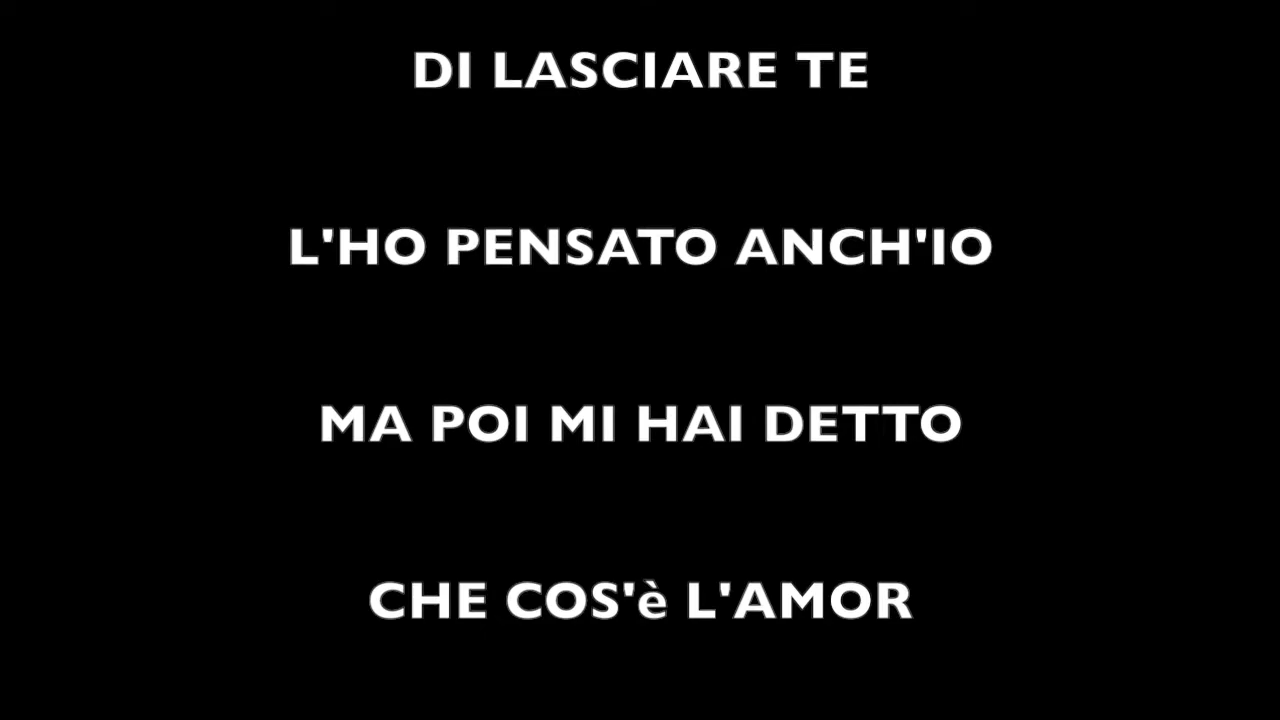 DI LASCIARE TE
L'HO PENSATO ANCH'IO
MA POI MI HAI DETTO
CHE COS'è L'AMOR